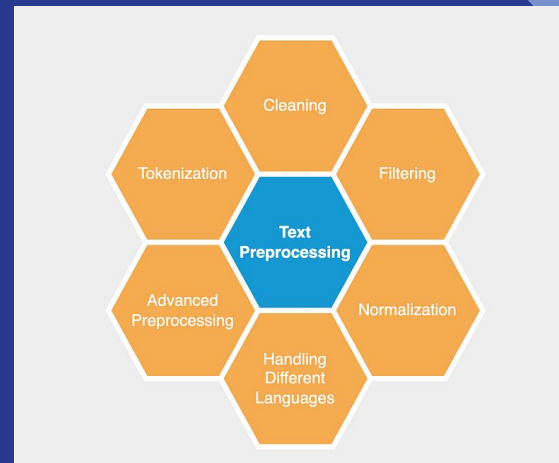 Cleaning
Tokenization
Filtering
Text
Preprocessing
Advanced
Preprocessing
Normalization
Handling
Different
Languages